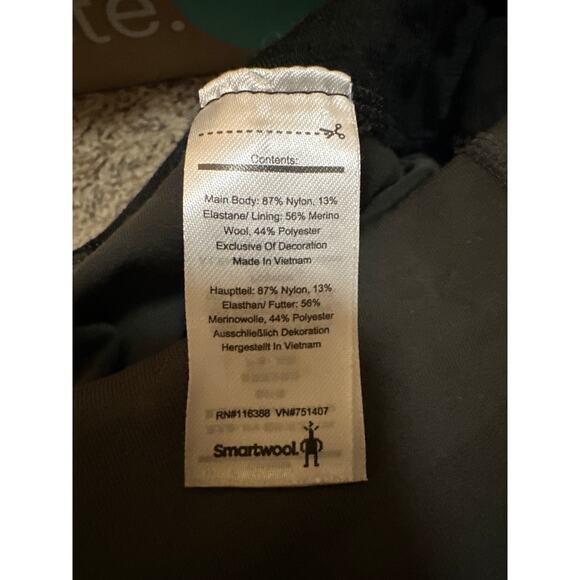 te.
Contents:
Main Body: 87% Nylon, 13%
Elastane/ Lining: 56% Merino
Wool, 44% Polyester
Exclusive Of Decoration
Made In Vietnam
Hauptteil: 87% Nylon, 13%
Elasthan/ Futter: 56%
Merinowolle, 44% Polyester
Ausschließlich Dekoration
Hergestellt In Vietnam
RN#116388 VN#751407
Smartwool.